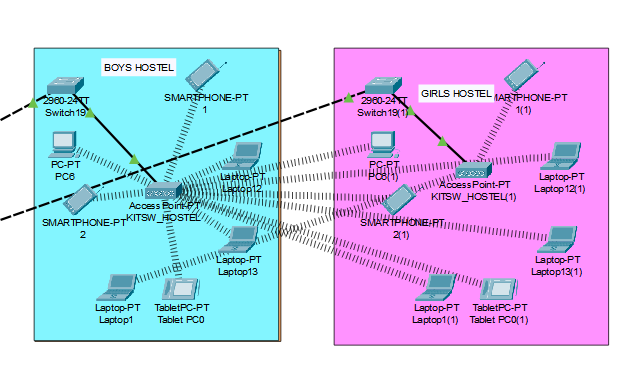 BOYS HOSTEL
2960-24TT
Switch19
SMARTPHONE-PT
1
PC-PT
PC6
Laptop-PT
Laptop12
Access Point-PT
KITSW_HOSTEL
SMARTPHONE-PT
2
Laptop-PT
Laptop13
Laptop-PT
Laptop1
TabletPC-PT
Tablet PC0
GIRLS HOSTEL
2960-24TT
Switch19(1)
MARTPHONE-PT
1(1)
PC-PT
PC6(1)
Access Point-PT
KITSW_HOSTEL(1)
Laptop-PT
Laptop12(1)
SMARTPHONE-PT
2(1)
Laptop-PT
Laptop13(1)
Laptop-PT
Laptop1(1)
TabletPC-PT
Tablet PC0(1)